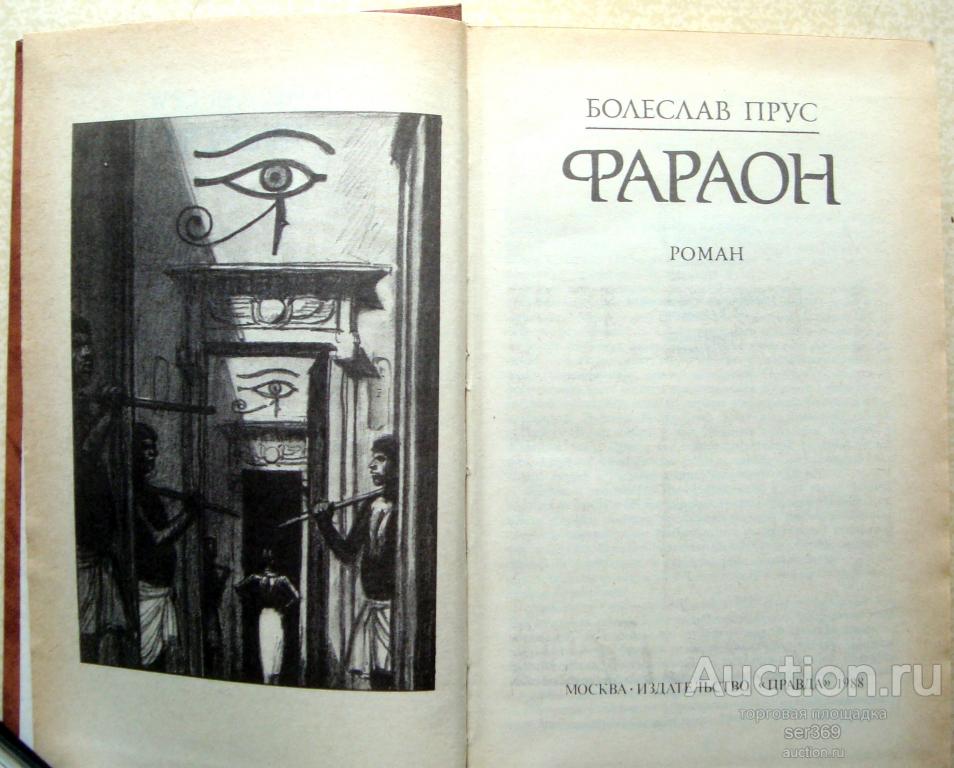 БОЛЕСЛАВ ПРУС
ФАРАОН
РОМАН
МОСКВА · ИЗДАТЕЛЬСТВО «ПРАВДА» 1988
Auction.ru
торговая площадка
ser369
auction.ru